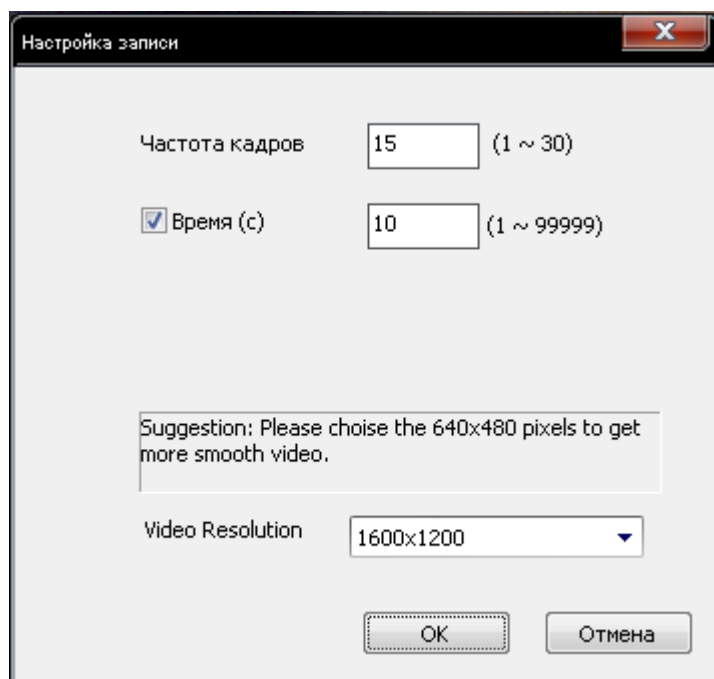 Настройка записи
Частота кадров 15 (1 ~ 30)
Время (с) 10 (1 ~ 99999)
Suggestion: Please choise the 640x480 pixels to get
more smooth video.
Video Resolution 1600x1200
OK Отмена